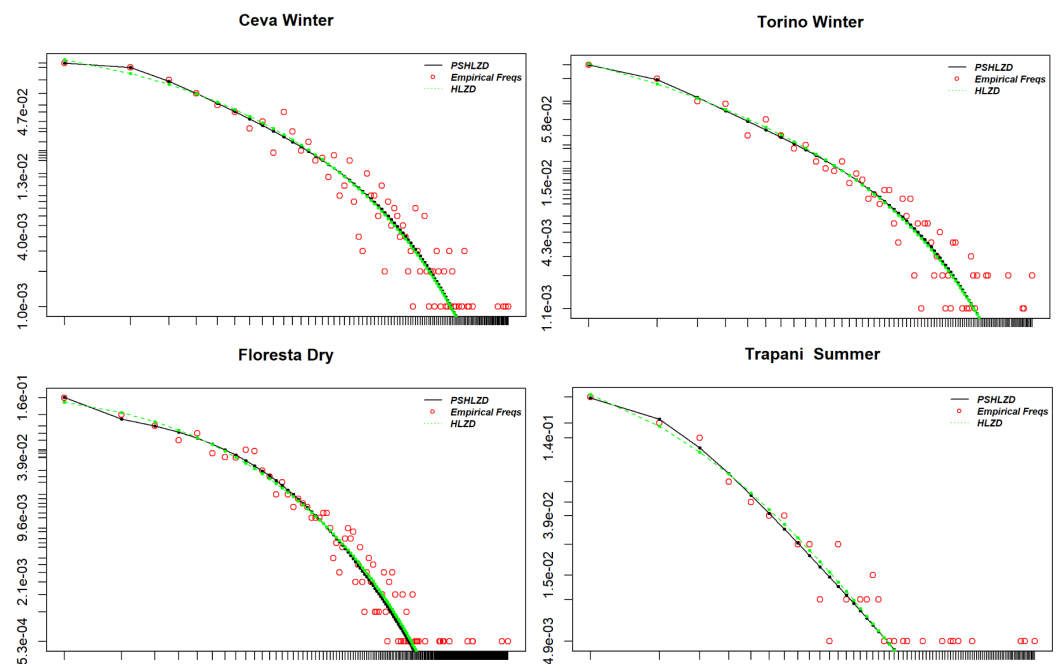 Ceva Winter
PSHLZD
Empirical Freqs
HLZD
4.7e-02
1.3e-02
4.0e-03
1.0e-03
Torino Winter
PSHLZD
Empirical Freqs
HLZD
5.8e-02
1.5e-02
4.3e-03
1.1e-03
Floresta Dry
PSHLZD
Empirical Freqs
HLZD
1.6e-01
3.9e-02
9.6e-03
2.1e-03
5.3e-04
Trapani Summer
PSHLZD
Empirical Freqs
HLZD
1.4e-01
3.9e-02
1.5e-02
4.9e-03